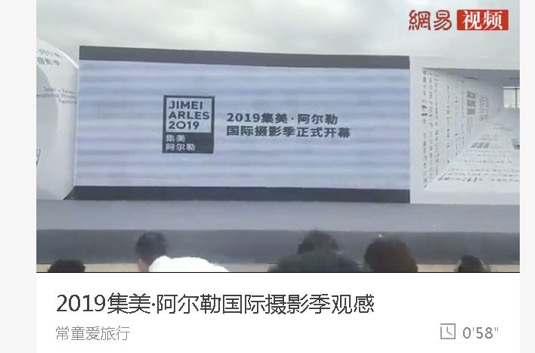 網易 视频
JIMEI
ARLES
2019
集美
阿尔勒
2019集美·阿尔勒
国际摄影季正式开幕
2019集美·阿尔勒国际摄影季观感
常童爱旅行
0'58"